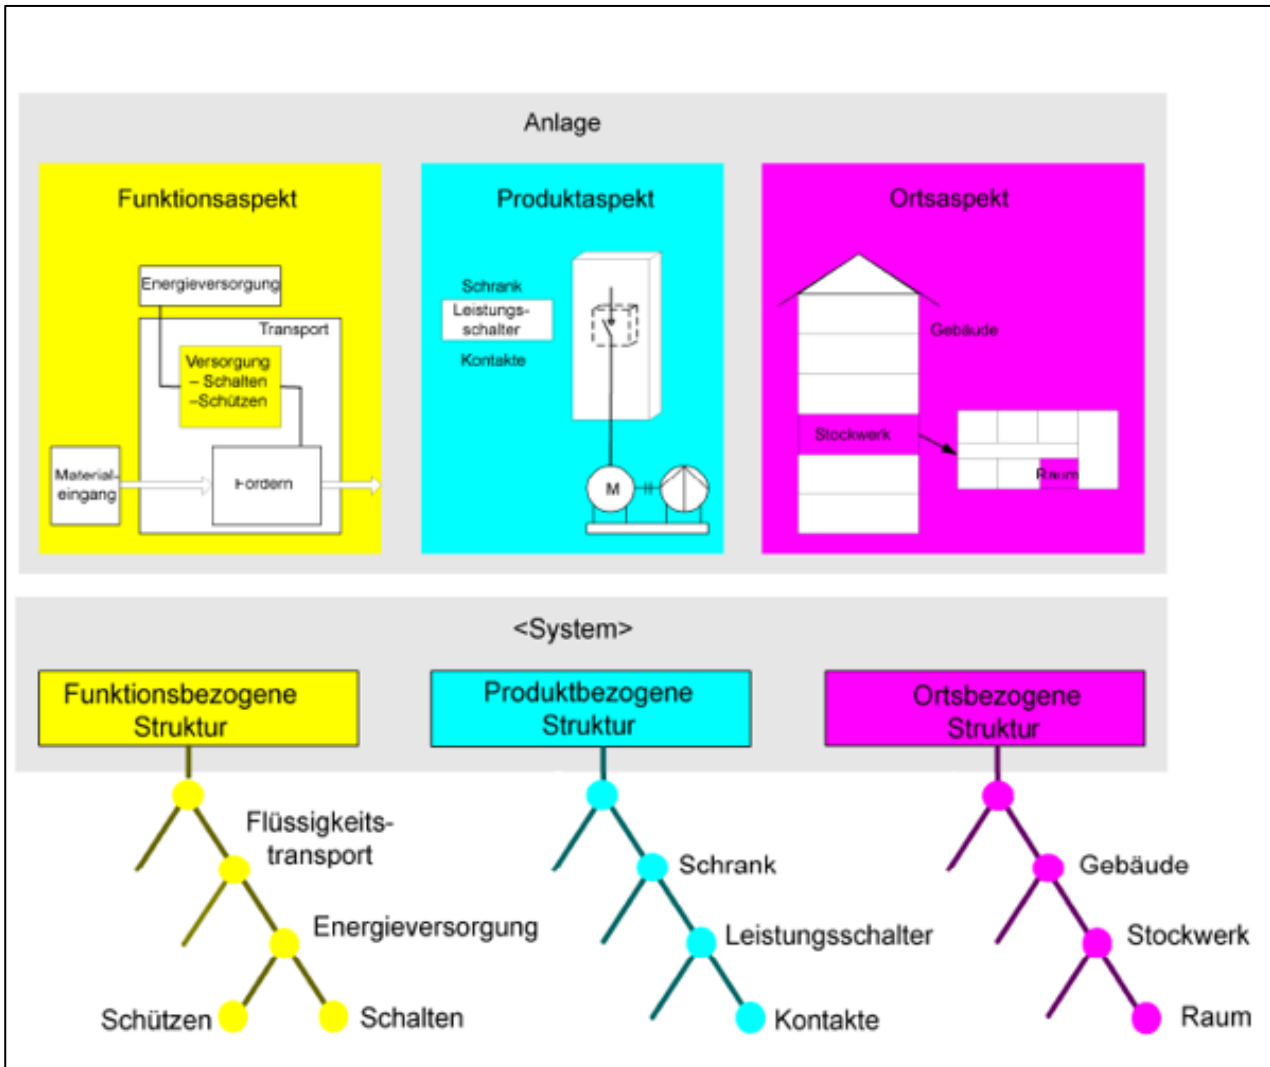 Anlage
Funktionsaspekt
Energieversorgung
Transport
Versorgung
– Schalten
–Schützen
Material-
eingang
Fördern
Produktaspekt
Schrank
Leistungs-
schalter
Kontakte
M
Ortsaspekt
Gebäude
Stockwerk
Raum
<System>
Funktionsbezogene
Struktur
Produktbezogene
Struktur
Ortsbezogene
Struktur
Flüssigkeits-
transport
Energieversorgung
Schützen
Schalten
Schrank
Leistungsschalter
Kontakte
Gebäude
Stockwerk
Raum